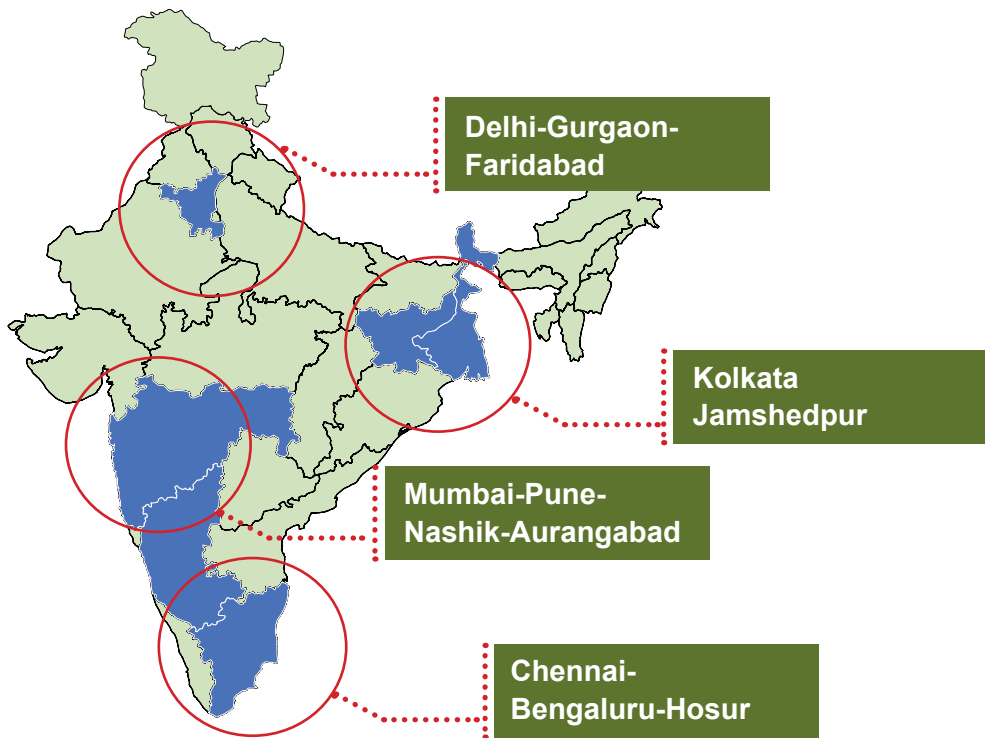 Delhi-Gurgaon-
Faridabad
Kolkata
Jamshedpur
Mumbai-Pune-
Nashik-Aurangabad
Chennai-
Bengaluru-Hosur